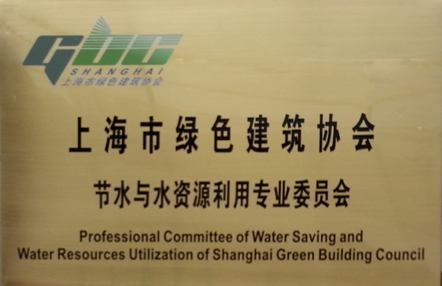 GBC
SHANGHAI
上海市绿色建筑协会
上海市绿色建筑协会
节水与水资源利用专业委员会
Professional Committee of Water Saving and
Water Resources Utilization of Shanghai Green Building Council